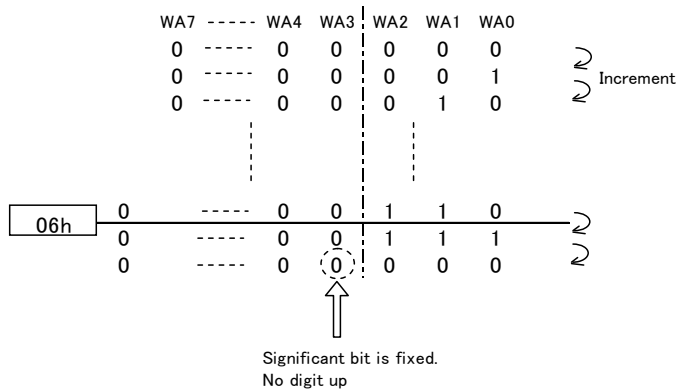 WA7 ----- WA4 WA3 WA2 WA1 WA0
0 ----- 0 0 0 0 0
0 ----- 0 0 0 0 1
Increment
0 ----- 0 0 0 1 0
06h
0 ----- 0 0 1 1 0
0 ----- 0 0 1 1 1
0 ----- 0 0 0 0 0
Significant bit is fixed.
No digit up